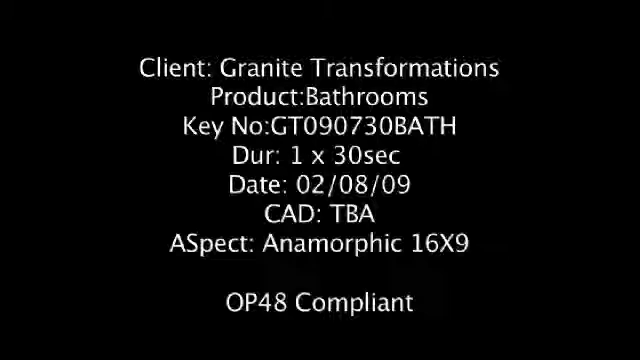 Client: Granite Transformations
Product:Bathrooms
Key No:GT090730BATH
Dur: 1 x 30sec
Date: 02/08/09
CAD: TBA
ASpect: Anamorphic 16X9
OP48 Compliant